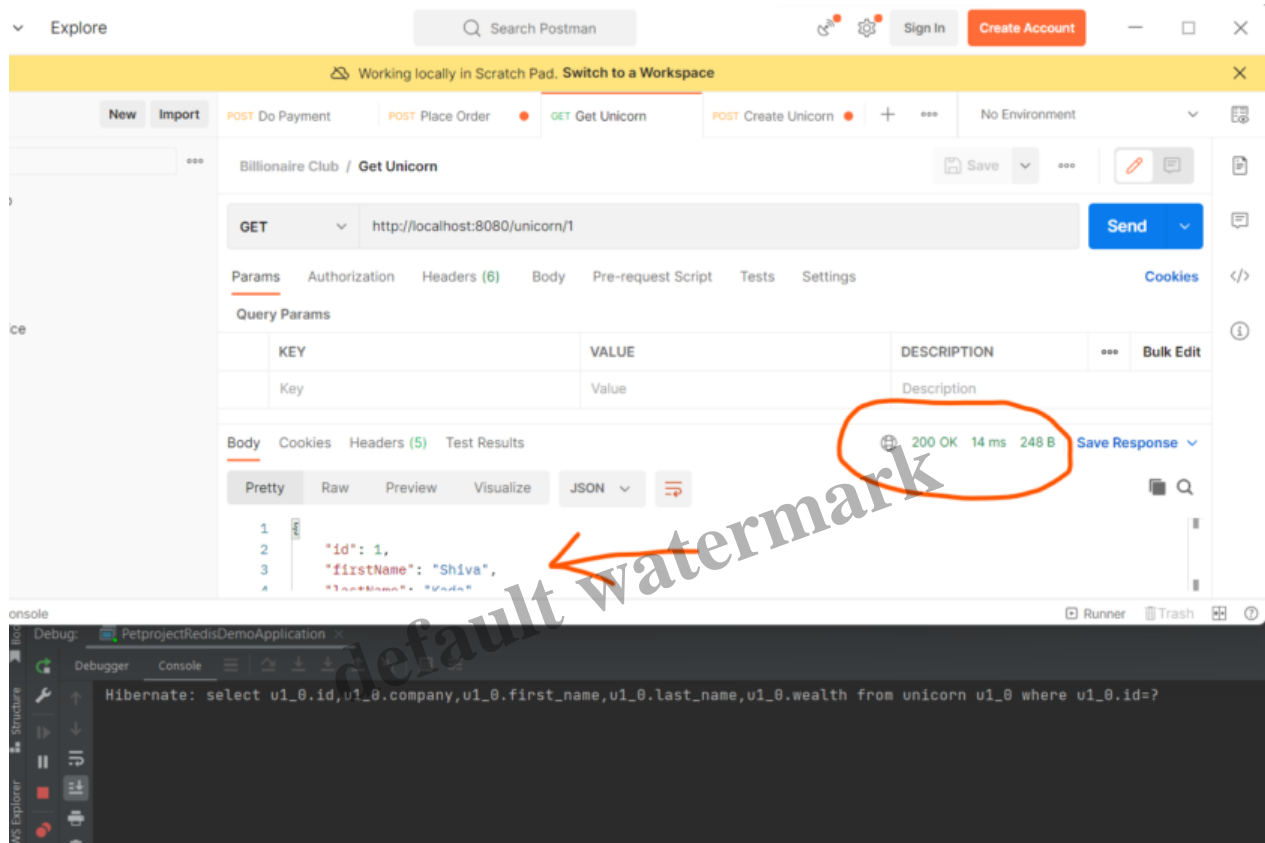 Explore
Search Postman
Sign In
Create Account
Working locally in Scratch Pad. Switch to a Workspace
New Import
POST Do Payment
POST Place Order
GET Get Unicorn
POST Create Unicorn
No Environment
Billionaire Club / Get Unicorn
Save
GET
http://localhost:8080/unicorn/1
Send
Params Authorization Headers (6) Body Pre-request Script Tests Settings
Cookies
Query Params
KEY VALUE DESCRIPTION Bulk Edit
Key Value Description
ce
Body Cookies Headers (5) Test Results
200 OK 14 ms 248 B Save Response
Pretty Raw Preview Visualize JSON
1
2 "id": 1,
3 "firstName": "Shiva",
default watermark
onsole
Runner Trash
Debug: PetprojectRedisDemoApplication
Debugger Console
Hibernate: select u1_0.id,u1_0.company,u1_0.first_name,u1_0.last_name,u1_0.wealth from unicorn u1_0 where u1_0.id=?
Structure
WS Explorer